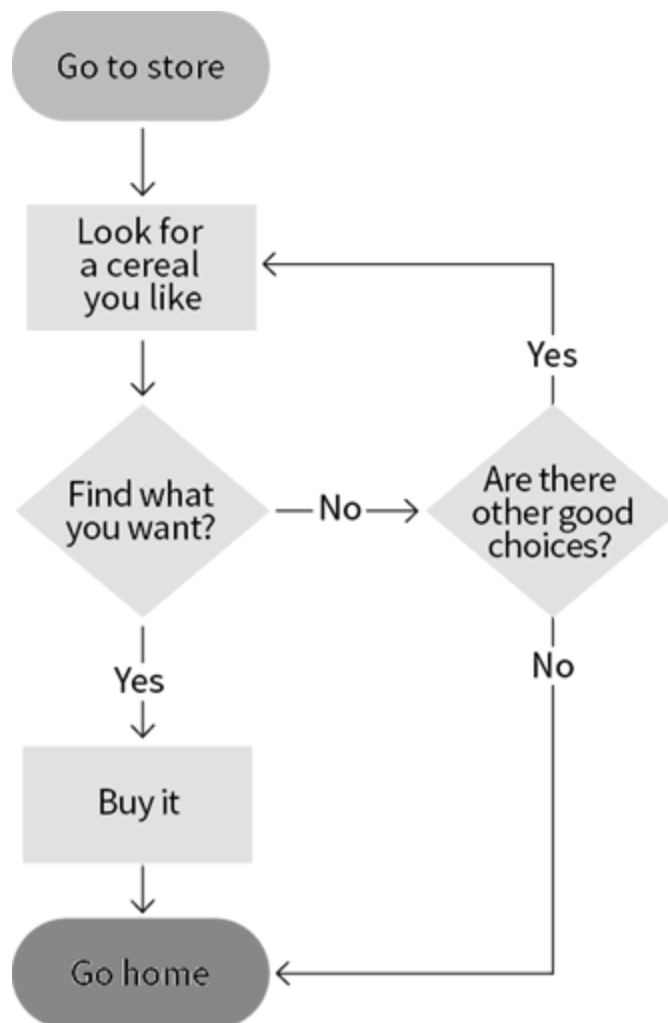 Go to store
Look for
a cereal
you like
Yes
Find what
you want?
No
Are there
other good
choices?
Yes
No
Buy it
Go home